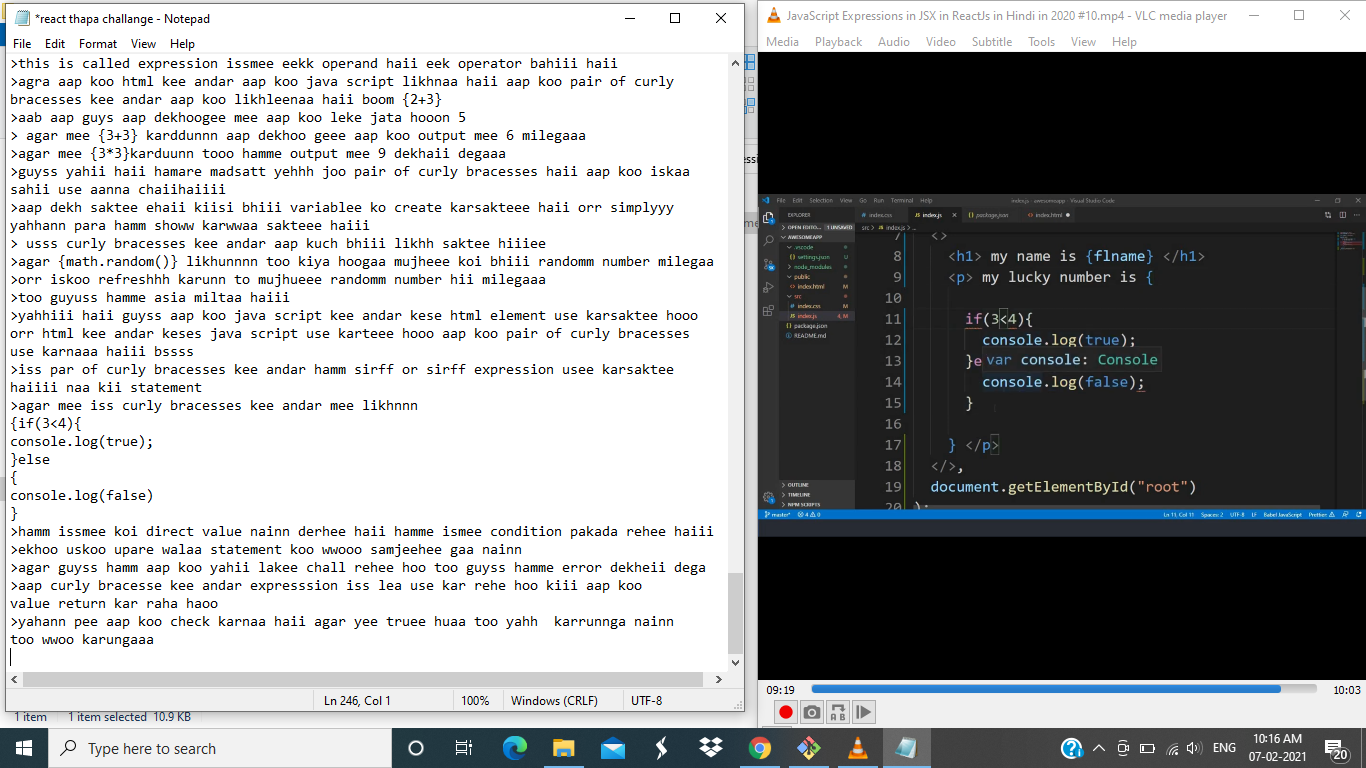 *react thapa challange - Notepad
File Edit Format View Help
>this is called expression issmee eekk operand haii eek operator bahiii haii
>agra aap koo html kee andar aap koo java script likhnaa haii aap koo pair of curly
bracesses kee andar aap koo likhleenaa haii boom {2+3}
>aab aap guys aap dekhoogee mee aap koo leke jata hooon 5
> agar mee {3+3} karddunnn aap dekhoo geee aap koo output mee 6 milegaaa
>agar mee {3*3}karduunn tooo hamme output mee 9 dekhaii degaaa
>guyss yahii haii hamare madsatt yehhh joo pair of curly bracesses haii aap koo iskaa
sahii use aanna chaiihaiiii
>aap dekh saktee ehaii kiisi bhiii variablee ko create karsakteee haii orr simplyyy
yahhann para hamm showw karwwaa sakteee haiii
> usss curly bracesses kee andar aap kuch bhiii likhh saktee hiiiee
>agar {math.random()} likhunnnn too kiya hoogaa mujheee koi bhiii randomm number milegaa
>orr iskoo refreshhh karunn to mujhueee randomm number hii milegaaa
>too guyuss hamme asia miltaa haiii
>yahhiii haii guyss aap koo java script kee andar kese html element use karsaktee hooo
orr html kee andar keses java script use karteee hooo aap koo pair of curly bracesses
use karnaaa haiii bssss
>iss par of curly bracesses kee andar hamm sirff or sirff expression usee karsaktee
haiiii naa kii statement
>agar mee iss curly bracesses kee andar mee likhnnn
{if(3<4){
console.log(true);
}else
{
console.log(false)
}
>hamm issmee koi direct value nainn derhee haii hamme ismee condition pakada rehee haiii
>ekhoo uskoo upare walaa statement koo wwooo samjeehee gaa nainn
>agar guyss hamm aap koo yahii lakee chall rehee hoo too guyss hamme error dekheii dega
>aap curly bracesse kee andar expresssion iss lea use kar rehe hoo kiii aap koo
value return kar raha haoo
>yahann pee aap koo check karnaa haii agar yee truee huaa too yahh  karrunnga nainn
too wwoo karungaaa
Ln 246, Col 1 100% Windows (CRLF) UTF-8
1 item 1 item selected 10.9 KB
JavaScript Expressions in JSX in ReactJs in Hindi in 2020 #10.mp4 - VLC media player
Media Playback Audio Video Subtitle Tools View Help
File Edit Selection View Go Run Terminal Help
index.js - awesomeapp - Visual Studio Code
EXPLORER
index.css index.js package.json index.html
OPEN EDIT... 1 UNSAVED
src > index.js > ...
AWESOMEAPP
.vscode
settings.json U
node_modules
public
index.html M
src
index.css M
index.js 4, M
package.json
README.md
OUTLINE
TIMELINE
NPM SCRIPTS
7 <>
8 <h1> my name is {flname} </h1>
9 <p> my lucky number is {
10
11 if(3<4){
12 console.log(true);
13 }e
var console: Console
14 console.log(false);
15 }
16
17 } </p>
18 </>,
19 document.getElementById("root")
20 );
master* 4 0 Ln 11, Col 11 Spaces: 2 UTF-8 LF Babel JavaScript Prettier
09:19 10:03
Type here to search
ENG
10:16 AM
07-02-2021
20